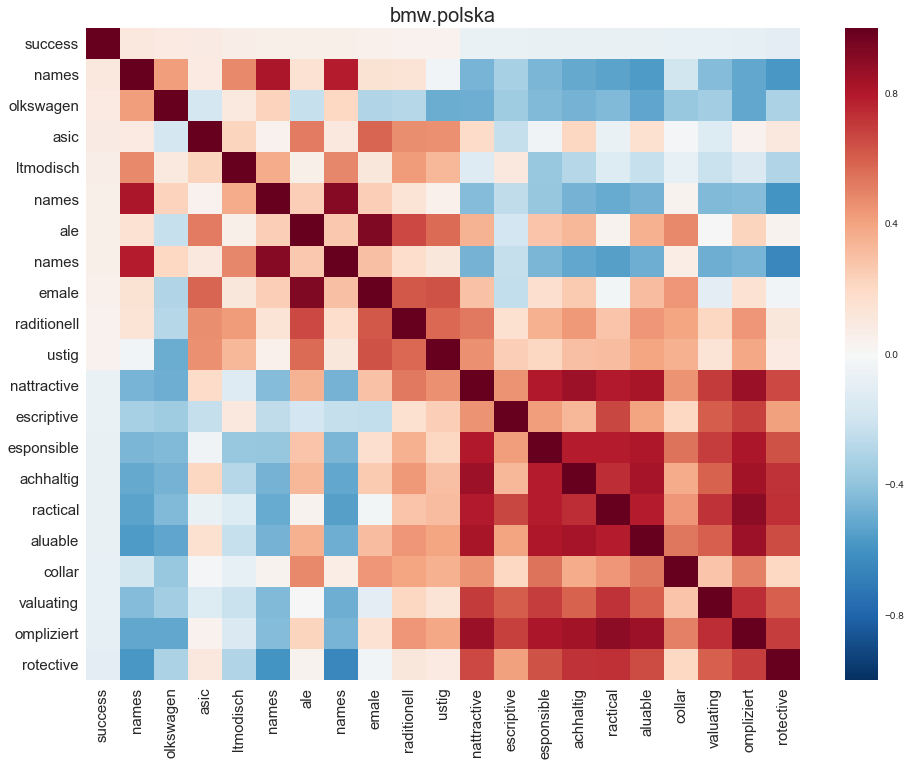 bmw.polska
success
names
olkswagen
asic
ltmodisch
names
ale
names
emale
raditionell
ustig
nattractive
escriptive
esponsible
achhaltig
ractical
aluable
collar
valuating
ompliziert
rotective
0.8
0.4
0.0
-0.4
-0.8
success
names
olkswagen
asic
ltmodisch
names
ale
names
emale
raditionell
ustig
nattractive
escriptive
esponsible
achhaltig
ractical
aluable
collar
valuating
ompliziert
rotective